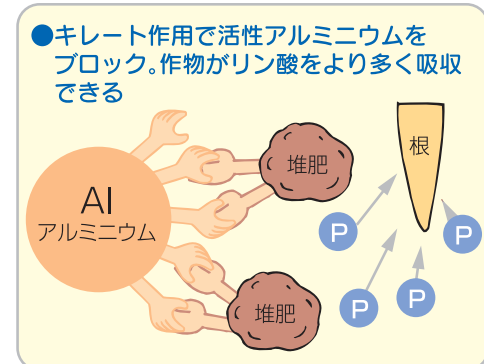 ●キレート作用で活性アルミニウムを
ブロック。作物がリン酸をより多く吸収
できる
Al
アルミニウム
堆肥
堆肥
根
P
P
P
P